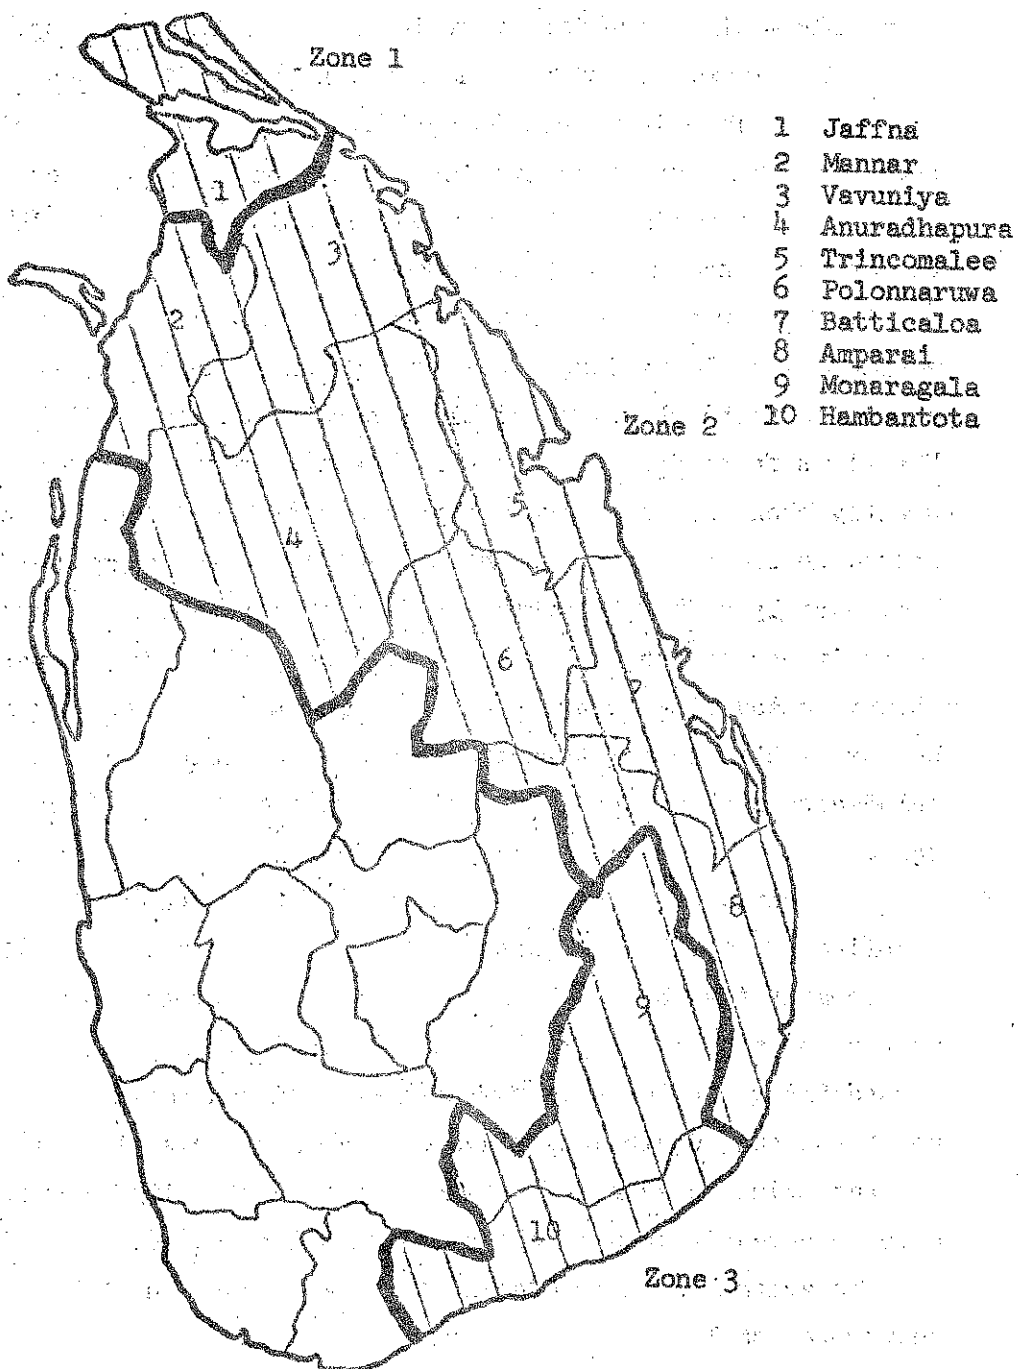 Zone 1
1 Jaffna
2 Mannar
3 Vavuniya
4 Anuradhapura
5 Trincomalee
6 Polonnaruwa
7 Batticaloa
8 Amparai
9 Monaragala
10 Hambantota
Zone 2
1
3
2
5
4
6
7
8
9
10
Zone 3